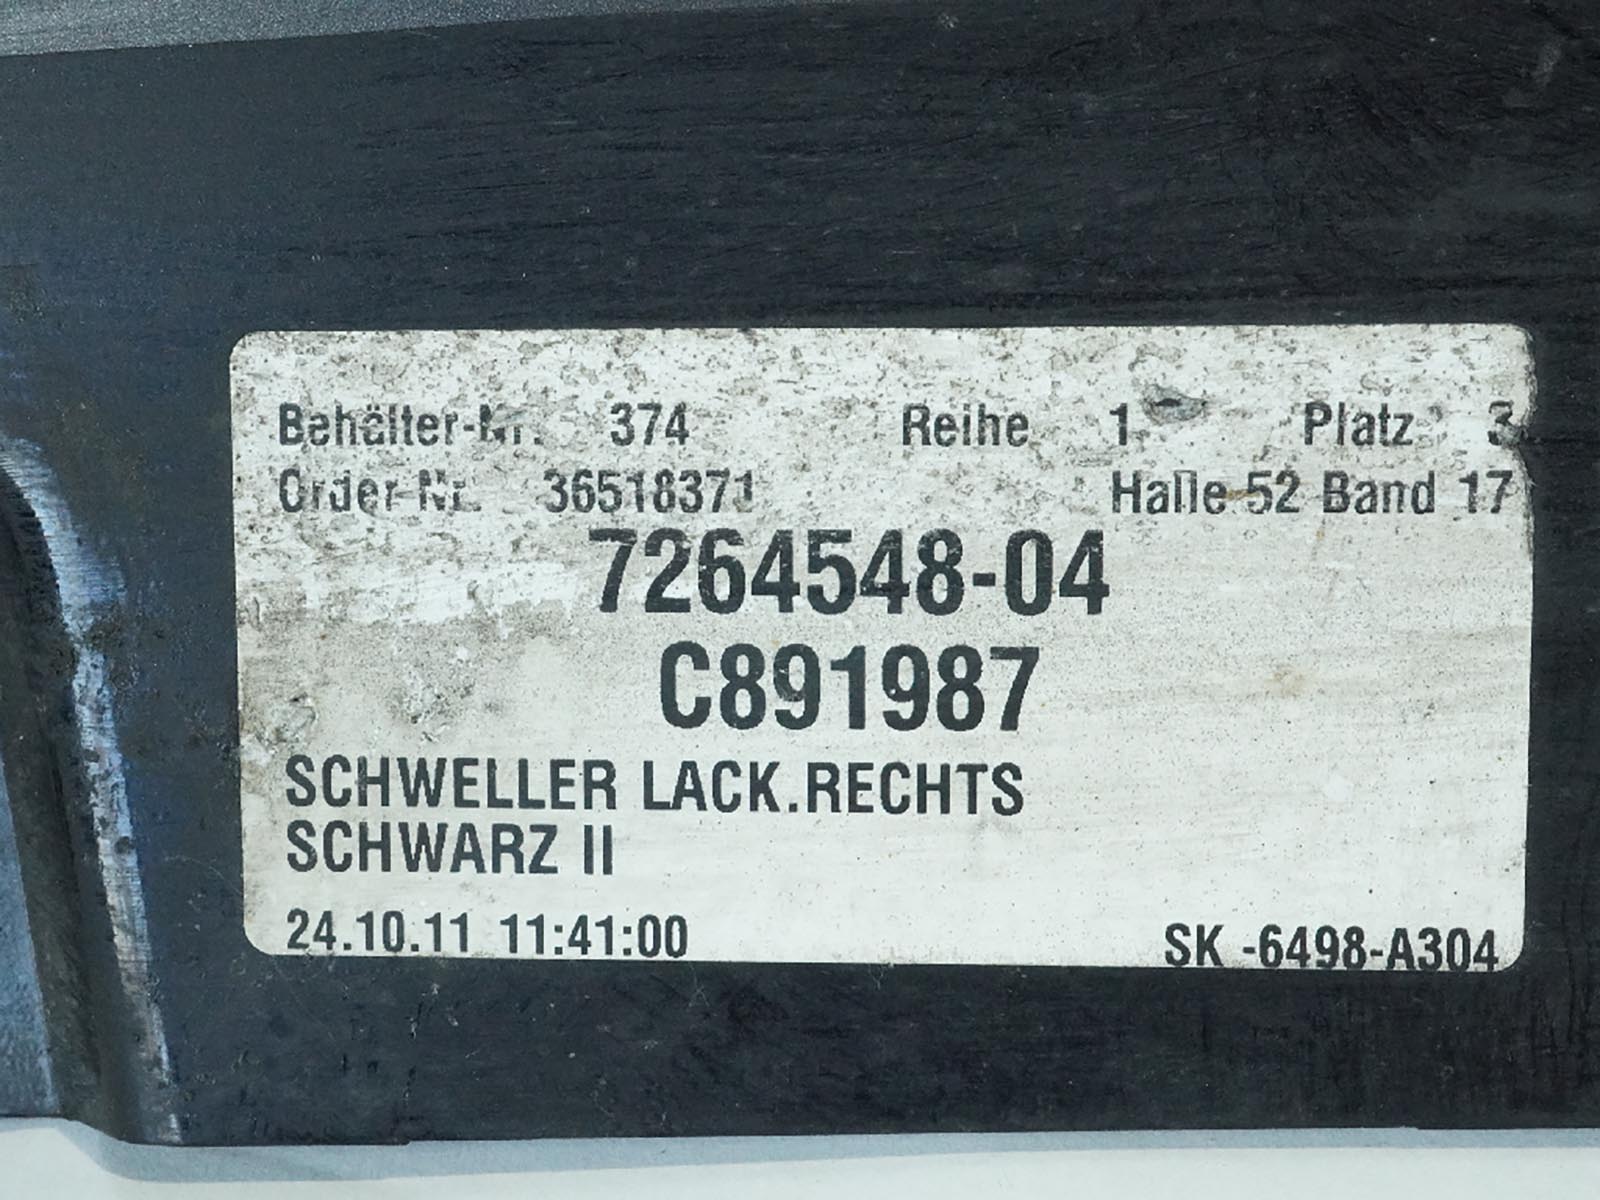 Behälter-Nr. 374 Reihe 1 Platz 3
Order-Nr. 36518371 Halle 52 Band 17
7264548-04
C891987
SCHWELLER LACK.RECHTS
SCHWARZ II
24.10.11 11:41:00 SK -6498-A304